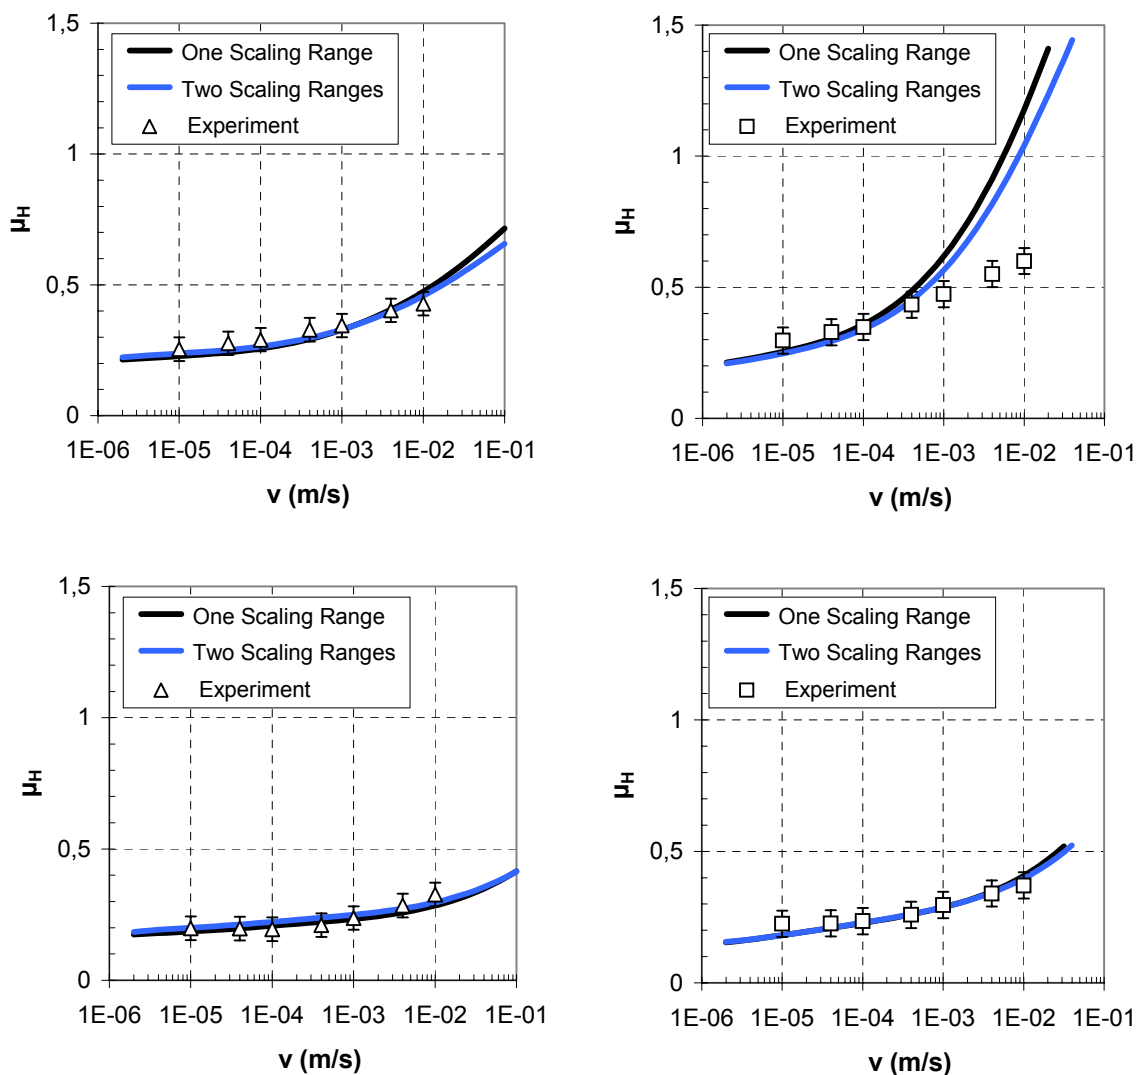 1,5
One Scaling Range
Two Scaling Ranges
Experiment
1
0,5
0
μH
1E-06 1E-05 1E-04 1E-03 1E-02 1E-01
v (m/s)
1,5
One Scaling Range
Two Scaling Ranges
Experiment
1
0,5
0
μH
1E-06 1E-05 1E-04 1E-03 1E-02 1E-01
v (m/s)
1,5
One Scaling Range
Two Scaling Ranges
Experiment
1
0,5
0
μH
1E-06 1E-05 1E-04 1E-03 1E-02 1E-01
v (m/s)
1,5
One Scaling Range
Two Scaling Ranges
Experiment
1
0,5
0
μH
1E-06 1E-05 1E-04 1E-03 1E-02 1E-01
v (m/s)